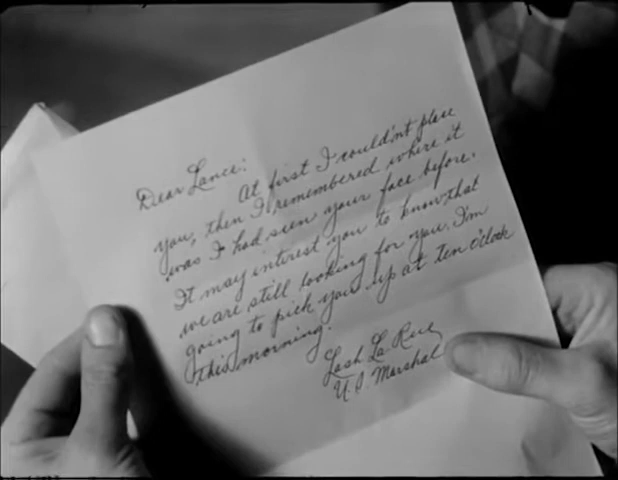 Dear Lance:
At first I couldn't place
you, then I remembered where it
was I had seen your face before.
It may interest you to know that
we are still looking for you. I'm
going to pick you up at ten o'clock
this morning.
Lash La Rue
U.S. Marshal